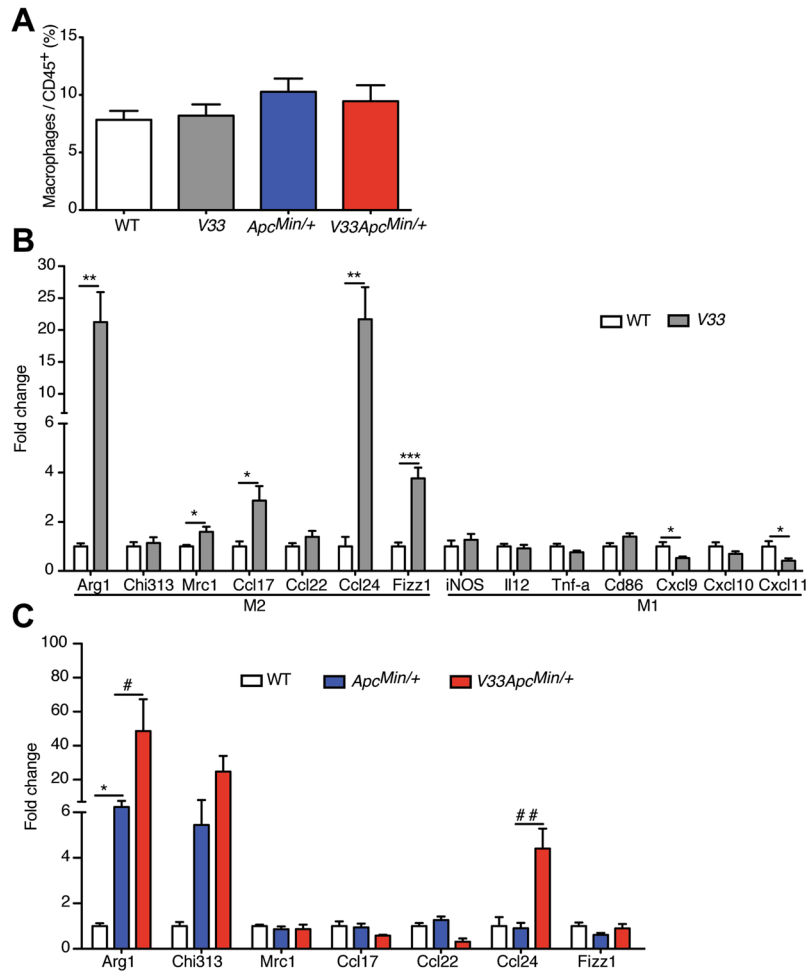 A
Macrophages / CD45+ (%)
15
10
5
0
WT V33 ApcMin/+ V33ApcMin/+
B
Fold change
30
25
20
15
10
6
4
2
0
** * * ** *** * *
WT V33
Arg1 Chi313 Mrc1 Ccl17 Ccl22 Ccl24 Fizz1 iNOS Il12 Tnf-a Cd86 Cxcl9 Cxcl10 Cxcl11
M2 M1
C
Fold change
100
80
60
40
20
6
4
2
0
WT ApcMin/+ V33ApcMin/+
#
*
# #
Arg1 Chi313 Mrc1 Ccl17 Ccl22 Ccl24 Fizz1